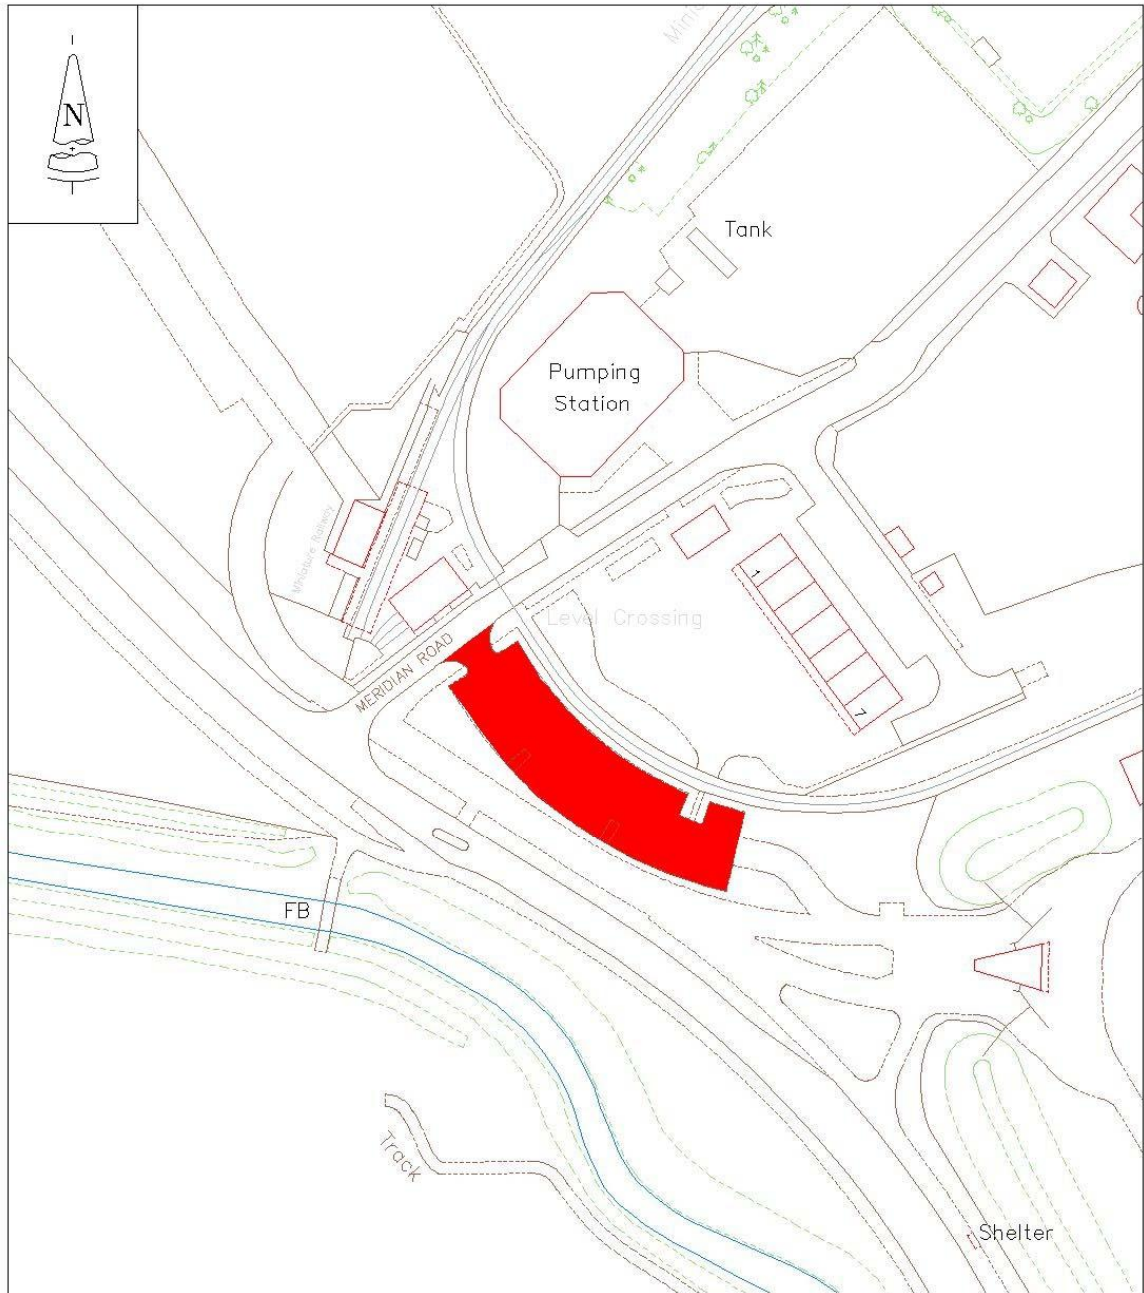 N
Tank
Pumping
Station
Miniature Railway
Level Crossing
MERIDIAN ROAD
1
7
FB
Track
Shelter